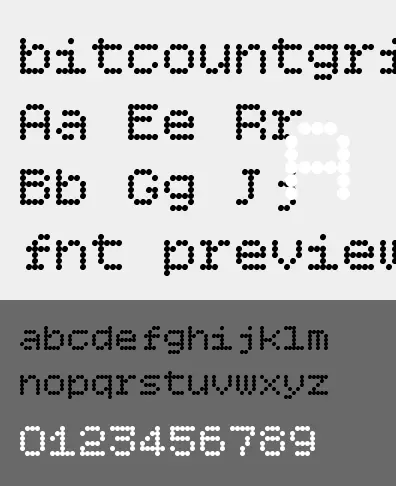 bitcountgri
Aa Ee Rr
A
Bb Gg Jj
fnt preview
abcdefghijklm
nopqrstuvwxyz
0123456789